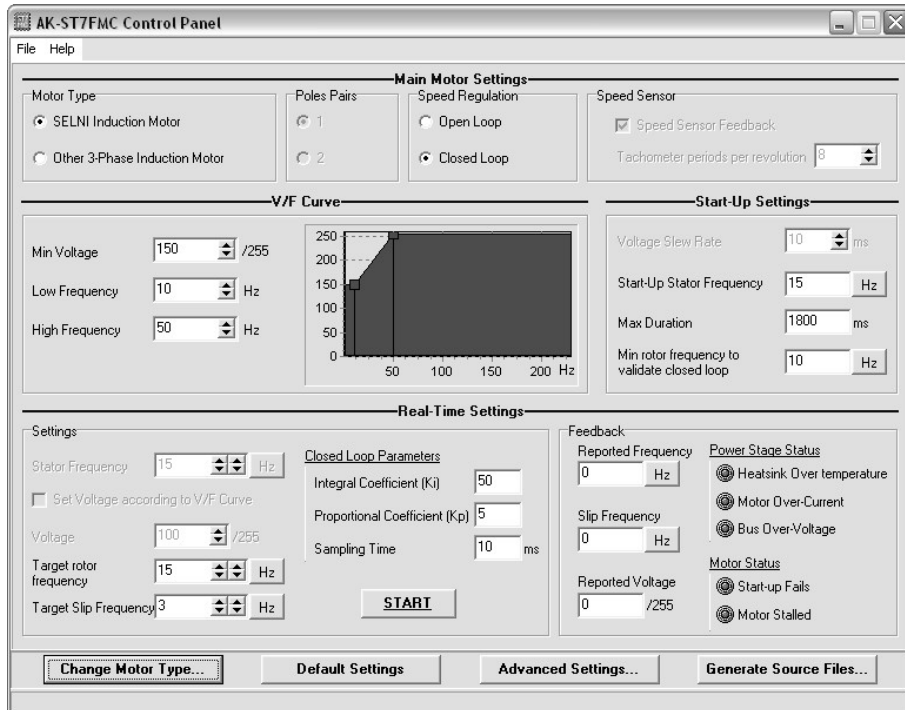 AK-ST7FMC Control Panel
File Help
Main Motor Settings
Motor Type
SELNI Induction Motor
Other 3-Phase Induction Motor
Poles Pairs
1
2
Speed Regulation
Open Loop
Closed Loop
Speed Sensor
Speed Sensor Feedback
Tachometer periods per revolution 8
V/F Curve
Min Voltage 150 /255
Low Frequency 10 Hz
High Frequency 50 Hz
250
200
150
100
50
0
50 100 150 200 Hz
Start-Up Settings
Voltage Slew Rate 10 ms
Start-Up Stator Frequency 15 Hz
Max Duration 1800 ms
Min rotor frequency to
validate closed loop 10 Hz
Real-Time Settings
Settings
Stator Frequency 15 Hz
Set Voltage according to V/F Curve
Voltage 100 /255
Target rotor
frequency 15 Hz
Target Slip Frequency 3 Hz
Closed Loop Parameters
Integral Coefficient (Ki) 50
Proportional Coefficient (Kp) 5
Sampling Time 10 ms
START
Feedback
Reported Frequency
0 Hz
Slip Frequency
0 Hz
Reported Voltage
0 /255
Power Stage Status
Heatsink Over temperature
Motor Over-Current
Bus Over-Voltage
Motor Status
Start-up Fails
Motor Stalled
Change Motor Type...
Default Settings
Advanced Settings...
Generate Source Files...